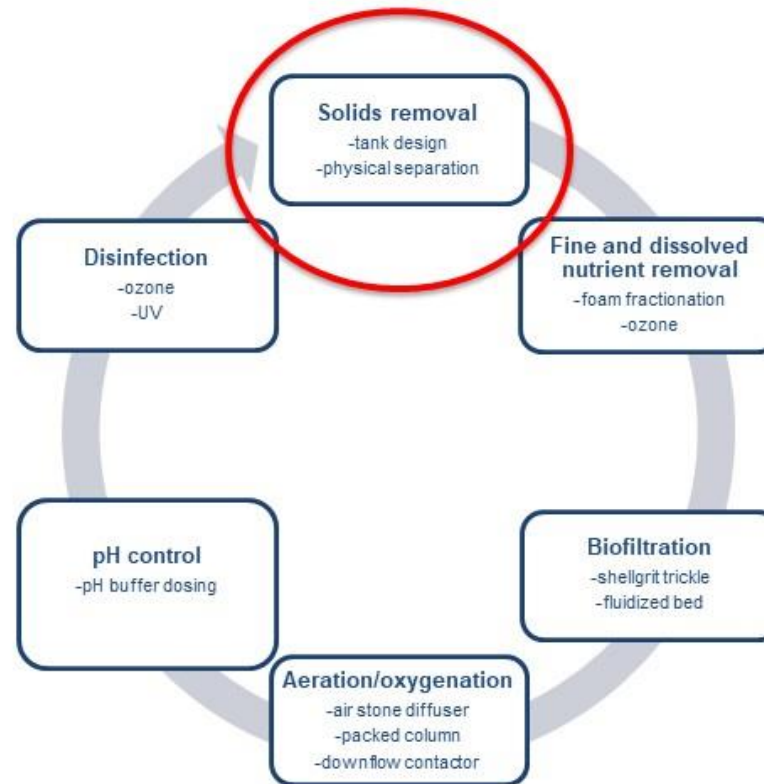 Solids removal
-tank design
-physical separation
Fine and dissolved
nutrient removal
-foam fractionation
-ozone
Biofiltration
-shellgrit trickle
-fluidized bed
Aeration/oxygenation
-air stone diffuser
-packed column
-downflow contactor
pH control
-pH buffer dosing
Disinfection
-ozone
-UV